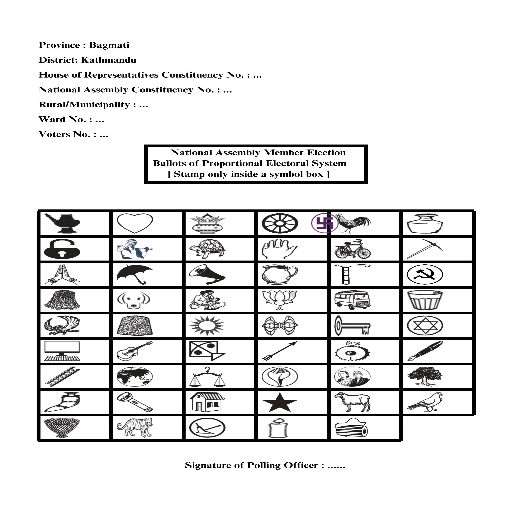 Province : Bagmati
District: Kathmandu
House of Representatives Constituency No. : ...
National Assembly Constituency No. : ...
Rural/Municipality : ...
Ward No. : ...
Voters No. : ...
National Assembly Member Election
Ballots of Proportional Electoral System
[ Stamp only inside a symbol box ]
Signature of Polling Officer : ......